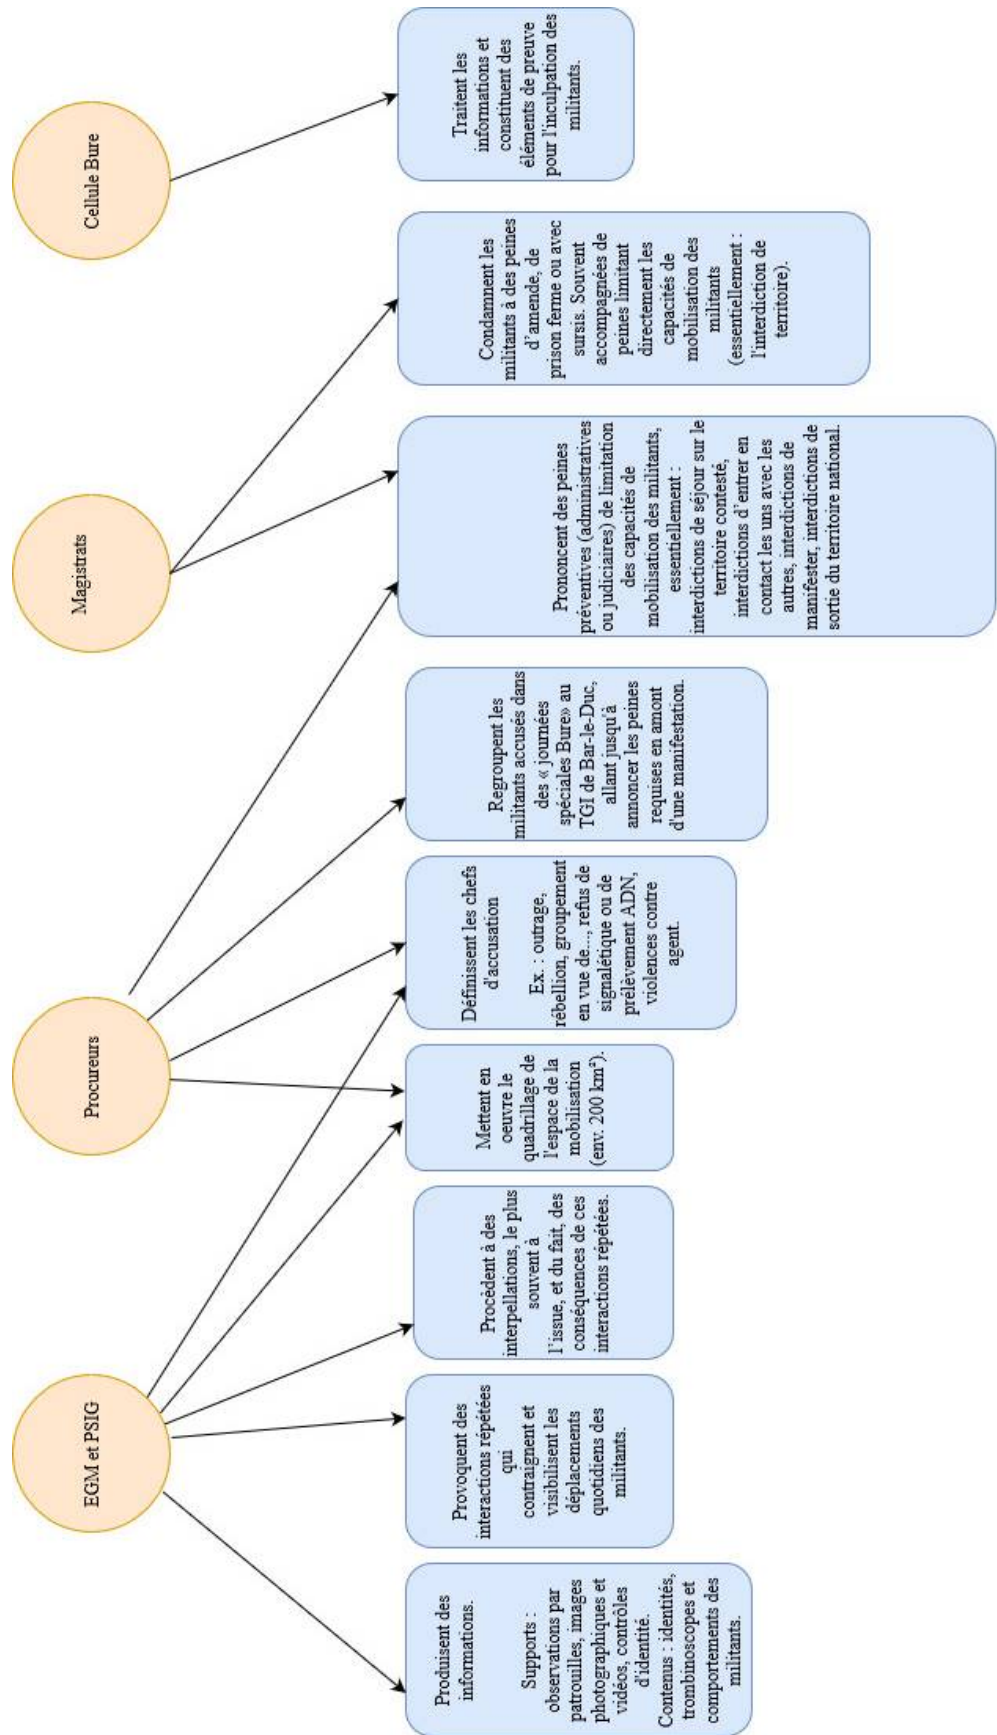 EGM et PSIG
Procureurs
Magistrats
Cellule Bure
Produisent des
informations.
Supports :
observations par
patrouilles, images
photographiques et
vidéos, contrôles
d'identité.
Contenus : identités,
trombinoscopes et
comportements des
militants.
Provoquent des
interactions répétées
qui
contraignent et
visibilisent les
déplacements
quotidiens des
militants.
Procèdent à des
interpellations, le plus
souvent à
l’issue, et du fait, des
conséquences de ces
interactions répétées.
Mettent en
oeuvre le
quadrillage de
l'espace de la
mobilisation
(env. 200 km²).
Définissent les chefs
d'accusation
Ex. : outrage,
rébellion, groupement
en vue de..., refus de
signalétique ou de
prélèvement ADN,
violences contre
agent.
Regroupent les
militants accusés dans
des « journées
spéciales Bure» au
TGI de Bar-le-Duc,
allant jusqu'à
annoncer les peines
requises en amont
d'une manifestation.
Prononcent des peines
préventives (administratives
ou judiciaires) de limitation
des capacités de
mobilisation des militants,
essentiellement :
interdictions de séjour sur le
territoire contesté,
interdictions d’entrer en
contact les uns avec les
autres, interdictions de
manifester, interdictions de
sortie du territoire national.
Condamnent les
militants à des peines
d’amende, de
prison ferme ou avec
sursis. Souvent
accompagnées de
peines limitant
directement les
capacités de
mobilisation des
militants
(essentiellement :
l'interdiction de
territoire).
Traitent les
informations et
constituent des
éléments de preuve
pour l'inculpation des
militants.